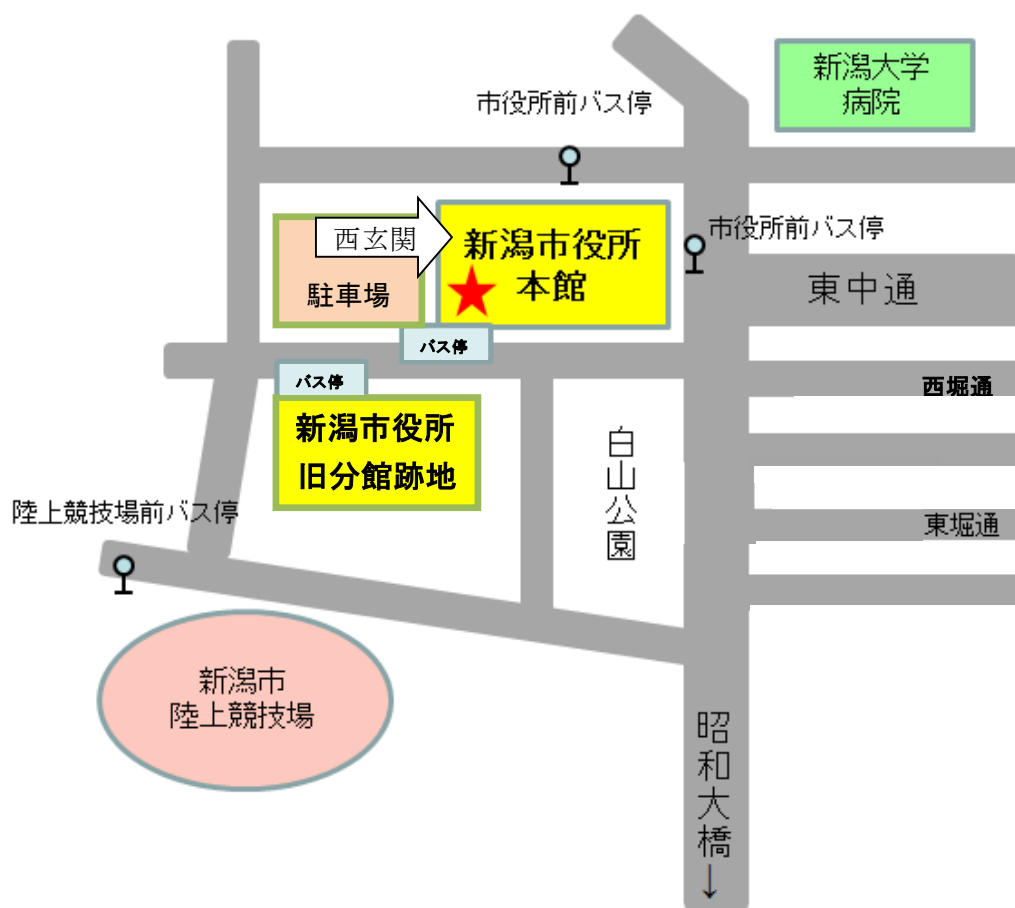 新潟大学
病院
市役所前バス停
市役所前バス停
西玄関
新潟市役所
本館
駐車場
東中通
バス停
バス停
西堀通
新潟市役所
旧分館跡地
白山公園
陸上競技場前バス停
東堀通
新潟市
陸上競技場
昭和大橋
↓